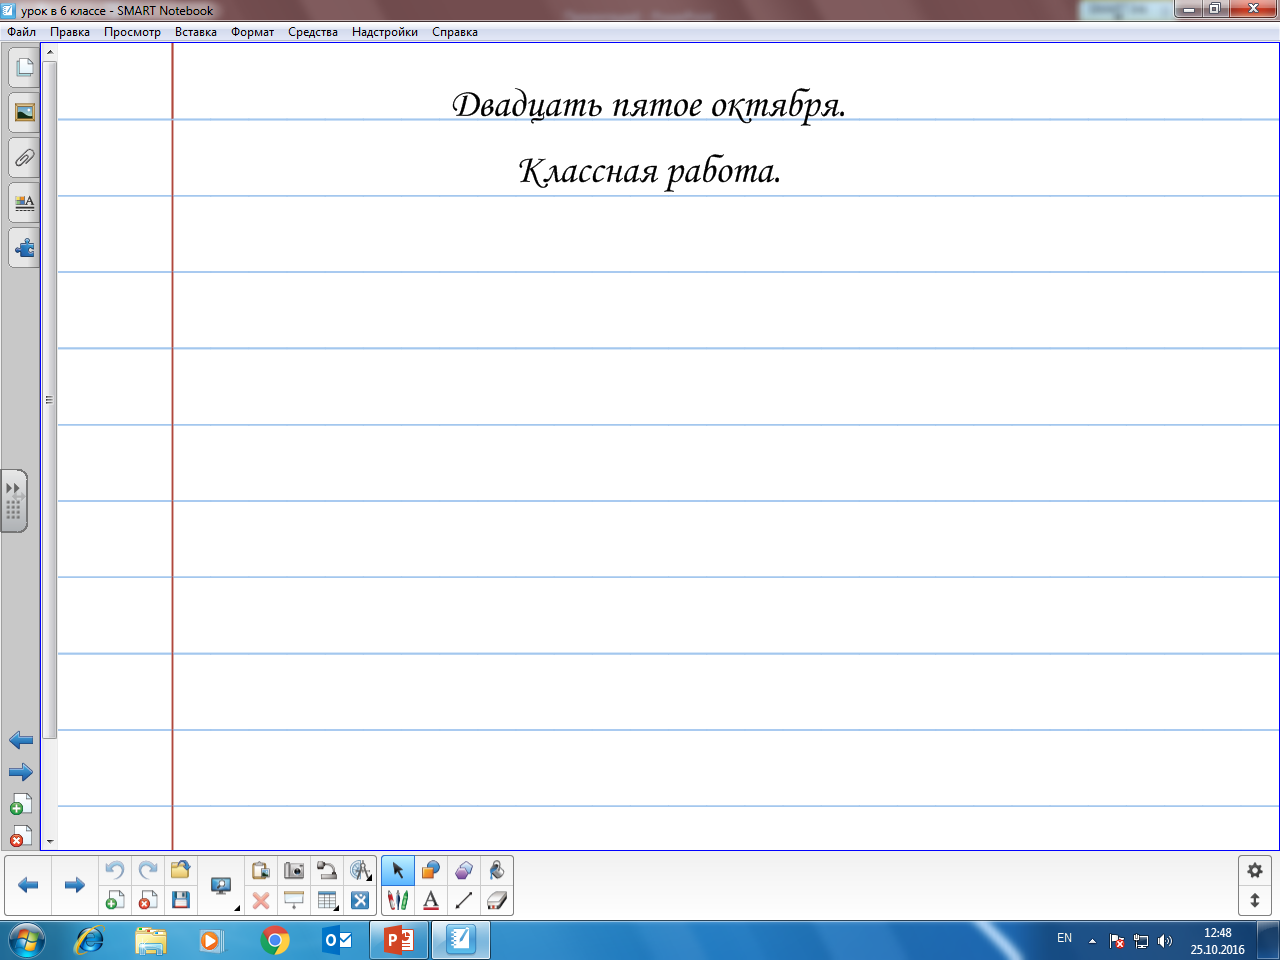 урок в 6 классе - SMART Notebook
Файл Правка Просмотр Вставка Формат Средства Надстройки Справка
Двадцать пятое октября.
Классная работа.
EN
12:48
25.10.2016